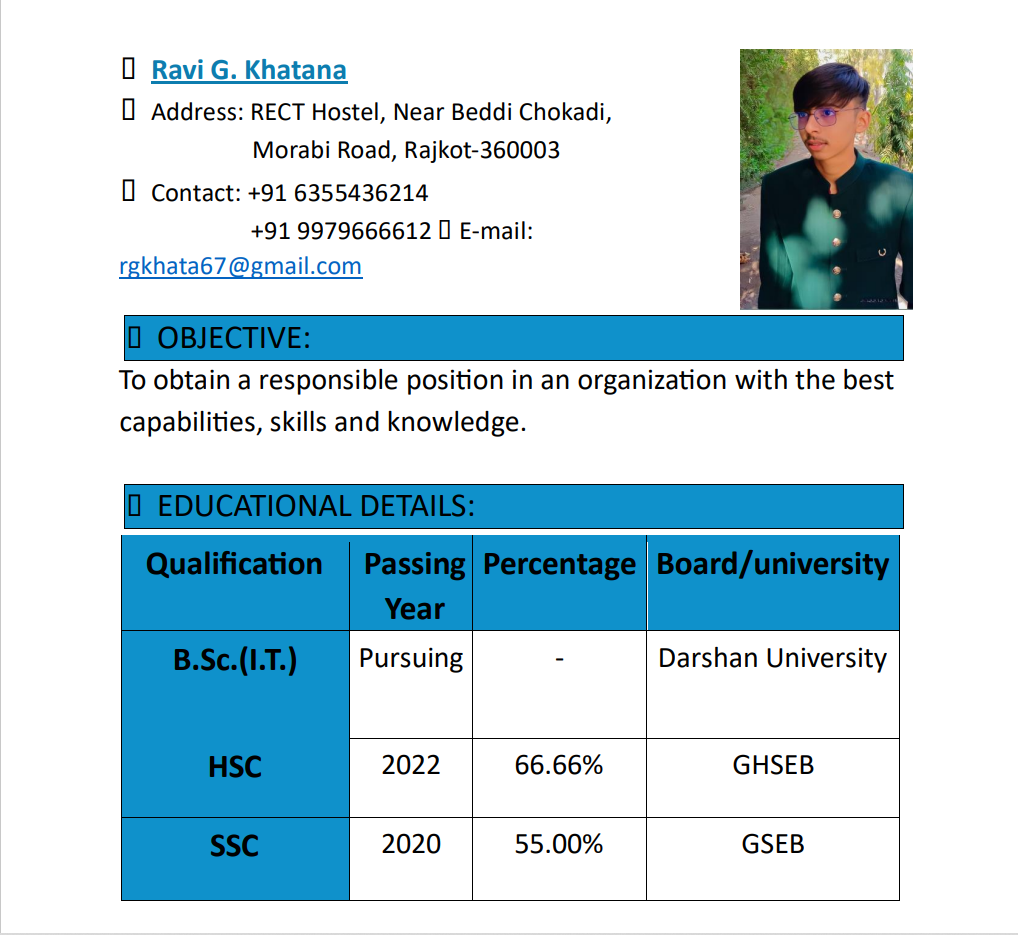 Ravi G. Khatana
Address: RECT Hostel, Near Beddi Chokadi,
Morabi Road, Rajkot-360003
Contact: +91 6355436214
+91 9979666612 E-mail:
rgkhata67@gmail.com
OBJECTIVE:
To obtain a responsible position in an organization with the best
capabilities, skills and knowledge.
EDUCATIONAL DETAILS:
Qualification Passing Percentage Board/university
Year
B.Sc.(I.T.) Pursuing - Darshan University
HSC 2022 66.66% GHSEB
SSC 2020 55.00% GSEB